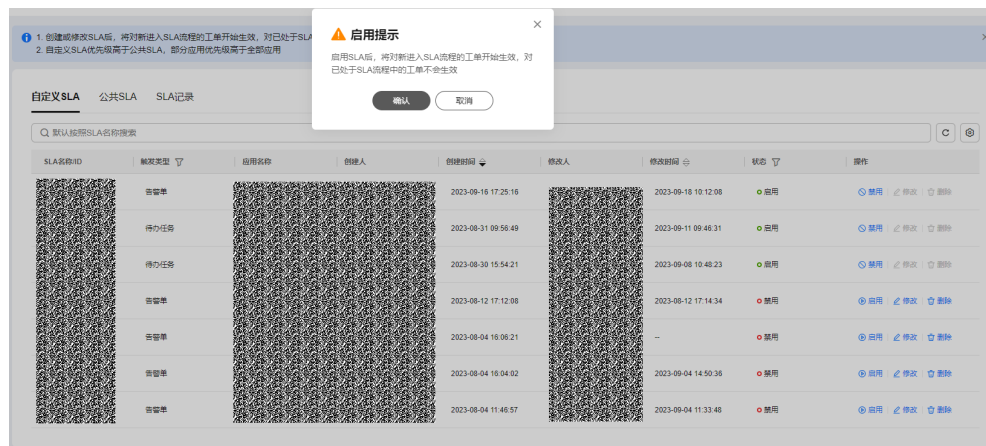 1. 创建或修改SLA后，将对新进入SLA流程的工单开始生效，对已处于SLA
2. 自定义SLA优先级高于公共SLA，部分应用优先级高于全部应用
启用提示
启用SLA后，将对新进入SLA流程的工单开始生效，对
已处于SLA流程中的工单不会生效
确认 取消
自定义SLA 公共SLA SLA记录
默认按照SLA名称搜索
SLA名称/ID 触发类型 应用名称 创建人 创建时间 修改人 修改时间 状态 操作
告警单 2023-09-16 17:25:16 2023-09-18 10:12:08 启用 禁用 修改 删除
待办任务 2023-08-31 09:56:49 2023-09-11 09:46:31 启用 禁用 修改 删除
待办任务 2023-08-30 15:54:21 2023-09-08 10:48:23 启用 禁用 修改 删除
告警单 2023-08-12 17:12:08 2023-08-12 17:14:34 禁用 启用 修改 删除
告警单 2023-08-04 16:06:21 -- 禁用 启用 修改 删除
告警单 2023-08-04 16:04:02 2023-09-04 14:50:36 禁用 启用 修改 删除
告警单 2023-08-04 11:46:57 2023-09-04 11:33:48 禁用 启用 修改 删除